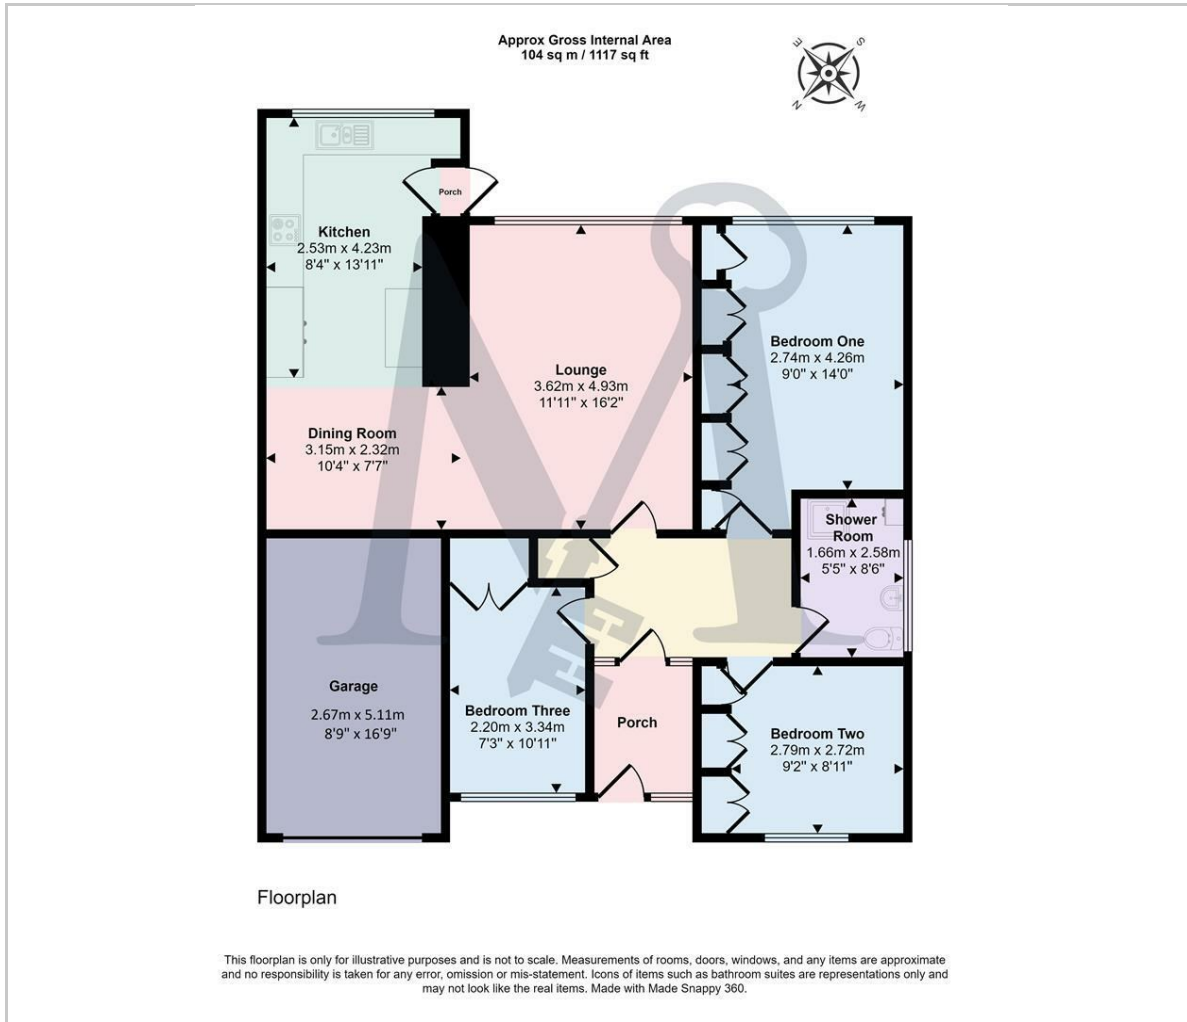 Approx Gross Internal Area
104 sq m / 1117 sq ft
E
S
N
W
Porch
Kitchen
2.53m x 4.23m
8'4" x 13'11"
Lounge
3.62m x 4.93m
11'11" x 16'2"
Bedroom One
2.74m x 4.26m
9'0" x 14'0"
Dining Room
3.15m x 2.32m
10'4" x 7'7"
Shower
Room
1.66m x 2.58m
5'5" x 8'6"
Garage
2.67m x 5.11m
8'9" x 16'9"
Bedroom Three
2.20m x 3.34m
7'3" x 10'11"
Porch
Bedroom Two
2.79m x 2.72m
9'2" x 8'11"
Floorplan
This floorplan is only for illustrative purposes and is not to scale. Measurements of rooms, doors, windows, and any items are approximate
and no responsibility is taken for any error, omission or mis-statement. Icons of items such as bathroom suites are representations only and
may not look like the real items. Made with Made Snappy 360.